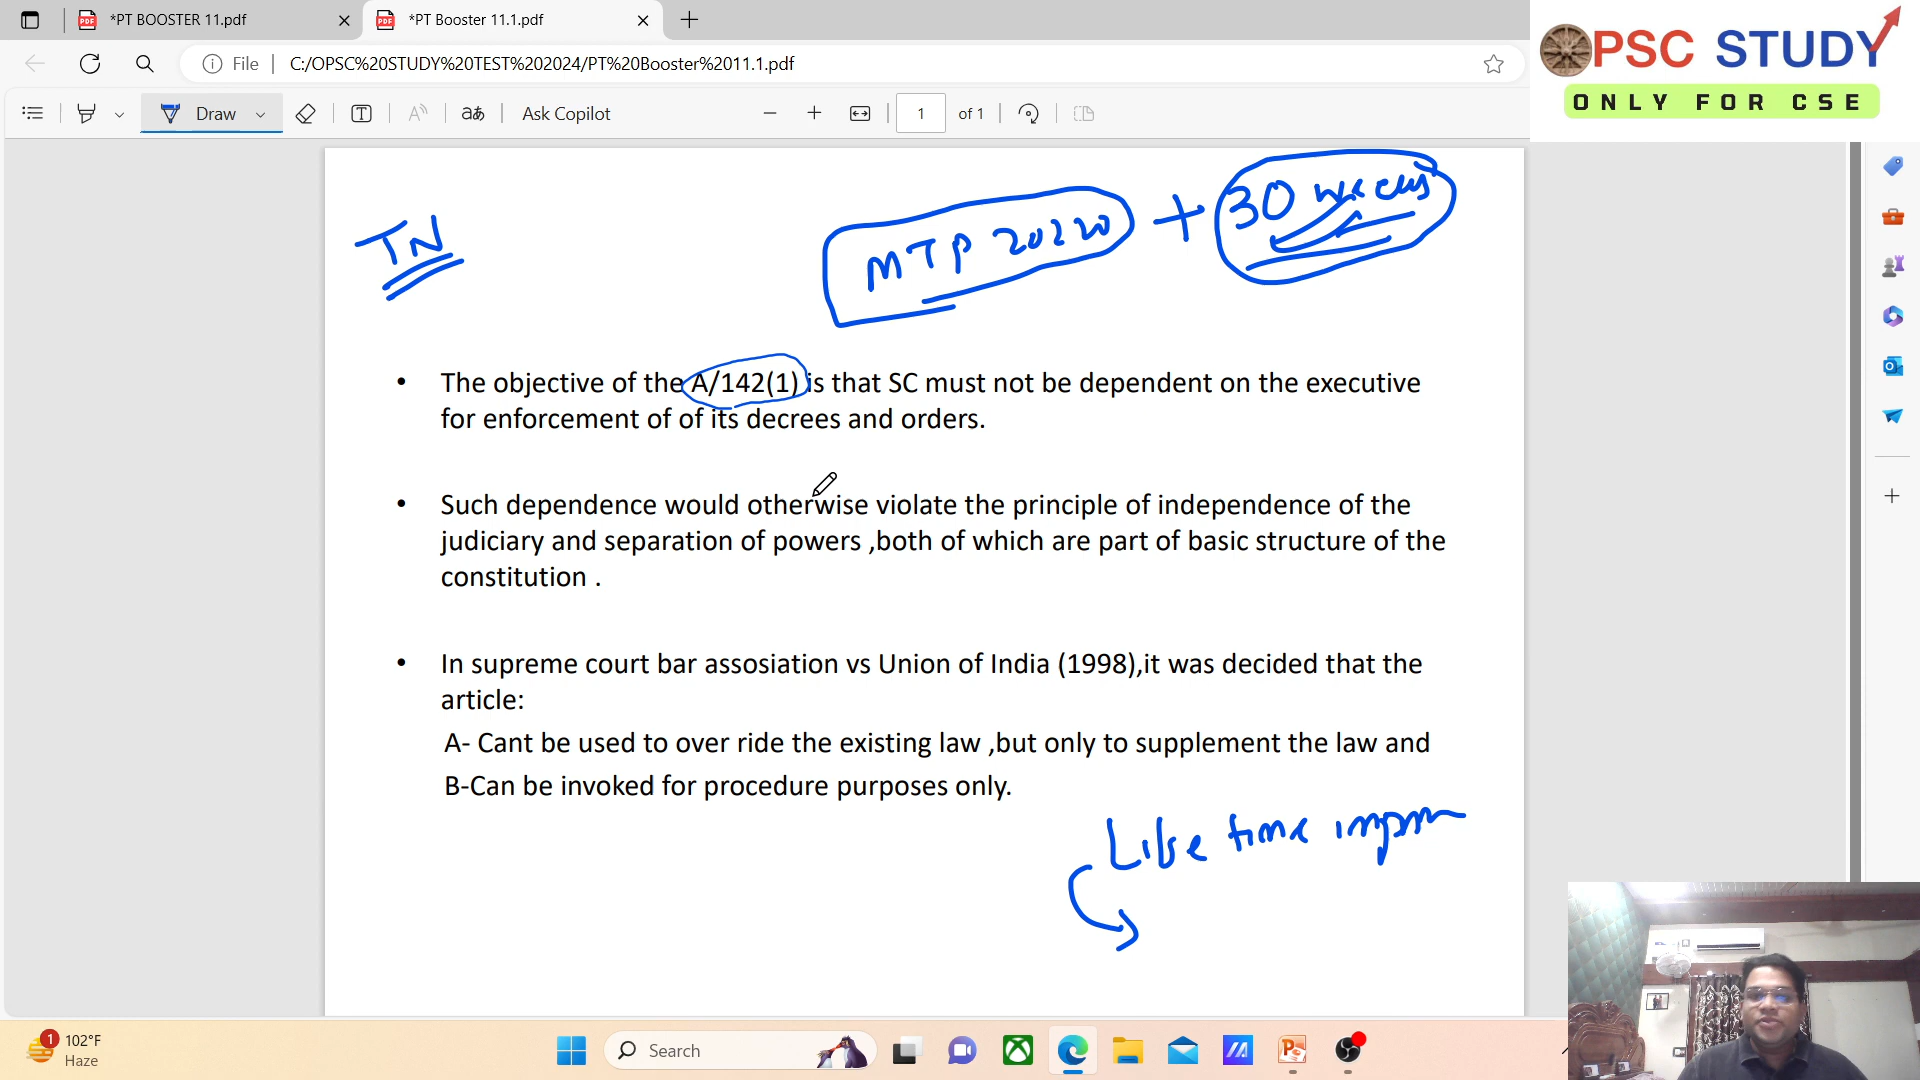 *PT BOOSTER 11.pdf
*PT Booster 11.1.pdf
File
C:/OPSC%20STUDY%20TEST%202024/PT%20Booster%2011.1.pdf
Draw
T
aあ
Ask Copilot
1
of 1
PSC STUDY
ONLY FOR CSE
TN
MTP 20220 + 30 weeks
• The objective of the A/142(1) is that SC must not be dependent on the executive
for enforcement of of its decrees and orders.
• Such dependence would otherwise violate the principle of independence of the
judiciary and separation of powers ,both of which are part of basic structure of the
constitution .
• In supreme court bar assosiation vs Union of India (1998),it was decided that the
article:
A- Cant be used to over ride the existing law ,but only to supplement the law and
B-Can be invoked for procedure purposes only.
Life time
1
102°F
Haze
Search